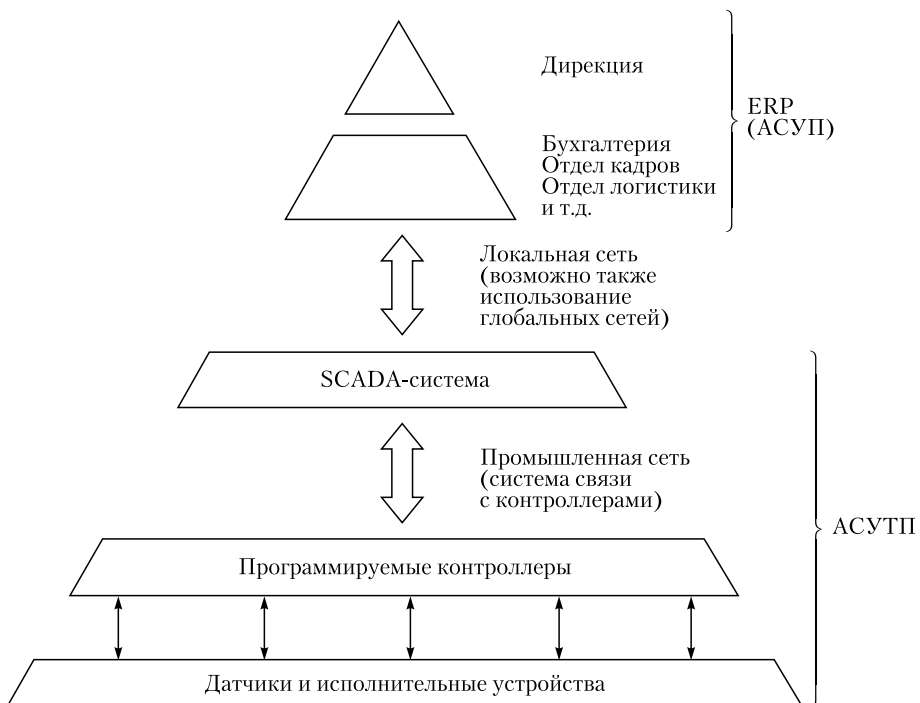 Дирекция
ERP
(АСУП)
Бухгалтерия
Отдел кадров
Отдел логистики
и т.д.
Локальная сеть
(возможно также
использование
глобальных сетей)
SCADA-система
Промышленная сеть
(система связи
с контроллерами)
АСУТП
Программируемые контроллеры
Датчики и исполнительные устройства